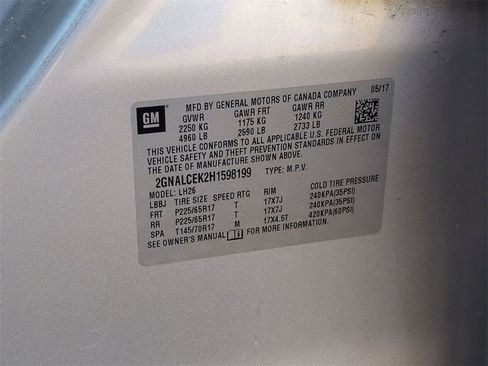 GM
MFD BY GENERAL MOTORS OF CANADA COMPANY 05/17
GVWR GAWR FRT GAWR RR
2250 KG 1175 KG 1240 KG
4960 LB 2590 LB 2733 LB
THIS VEHICLE CONFORMS TO ALL APPLICABLE U.S. FEDERAL MOTOR
VEHICLE SAFETY AND THEFT PREVENTION STANDARDS IN EFFECT ON
THE DATE OF MANUFACTURE SHOWN ABOVE.
2GNALCEK2H1598199 TYPE: M.P.V.
MODEL: LH26
LBBJ TIRE SIZE SPEED RTG RIM COLD TIRE PRESSURE
FRT P225/65R17 T 17X7J 240KPA(35PSI)
RR P225/65R17 T 17X7J 240KPA(35PSI)
SPA T145/70R17 M 17X4.5T 420KPA(60PSI)
SEE OWNER'S MANUAL FOR MORE INFORMATION.